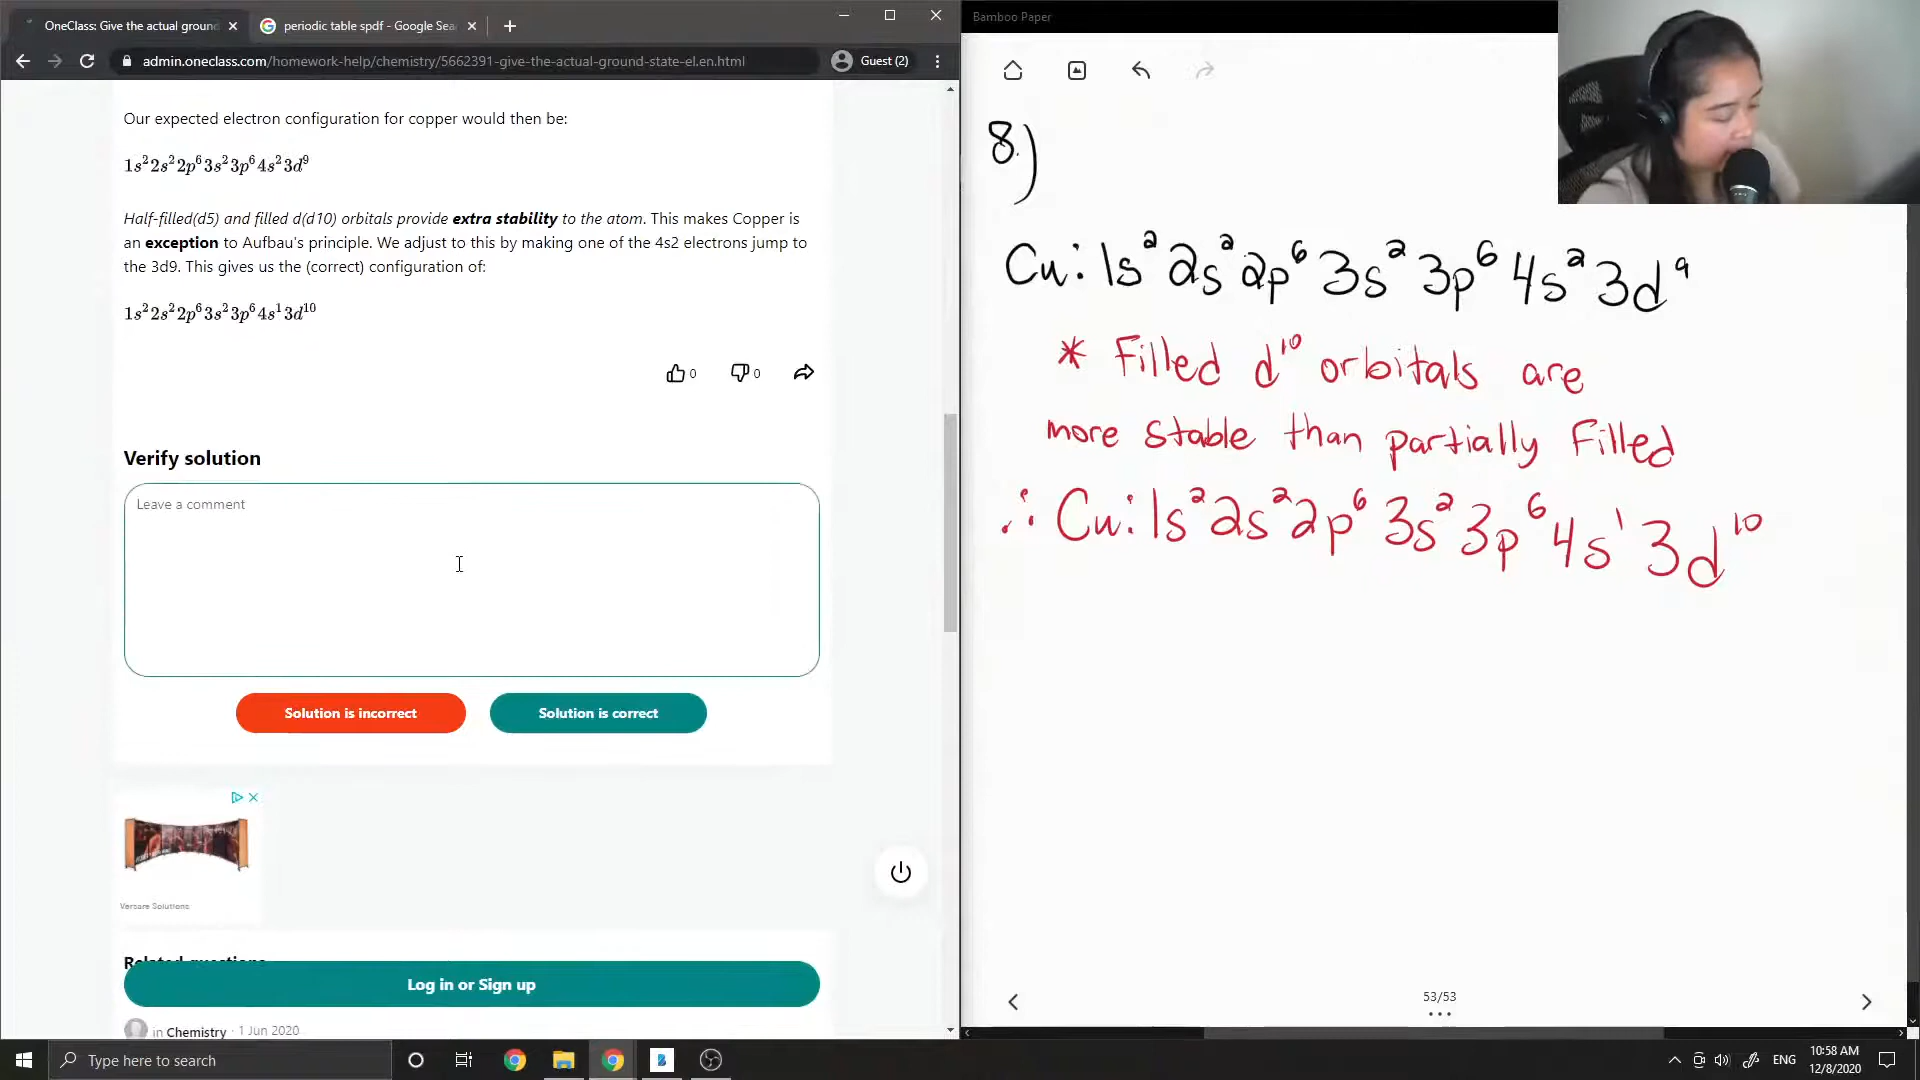 OneClass: Give the actual ground
periodic table spdf - Google Sea
admin.oneclass.com/homework-help/chemistry/5662391-give-the-actual-ground-state-el.en.html
Guest (2)
Our expected electron configuration for copper would then be:
1s²2s²2p⁶3s²3p⁶4s²3d⁹
Half-filled(d5) and filled d(d10) orbitals provide extra stability to the atom. This makes Copper is
an exception to Aufbau's principle. We adjust to this by making one of the 4s2 electrons jump to
the 3d9. This gives us the (correct) configuration of:
1s²2s²2p⁶3s²3p⁶4s¹3d¹⁰
0
0
Verify solution
Leave a comment
Solution is incorrect
Solution is correct
Versare Solutions
Related questions
Log in or Sign up
in Chemistry · 1 Jun 2020
Bamboo Paper
8.)
Cu: 1s² 2s² 2p⁶ 3s² 3p⁶ 4s² 3d⁹
* Filled d¹⁰ orbitals are
more stable than partially Filled
∴ Cu: 1s² 2s² 2p⁶ 3s² 3p⁶ 4s¹ 3d¹⁰
53/53
Type here to search
ENG
10:58 AM
12/8/2020